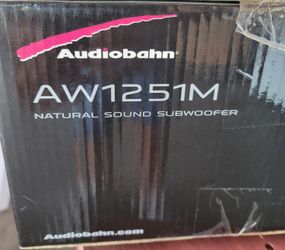 Audiobahn
AW1251M
NATURAL SOUND SUBWOOFER
Audiobahn.com